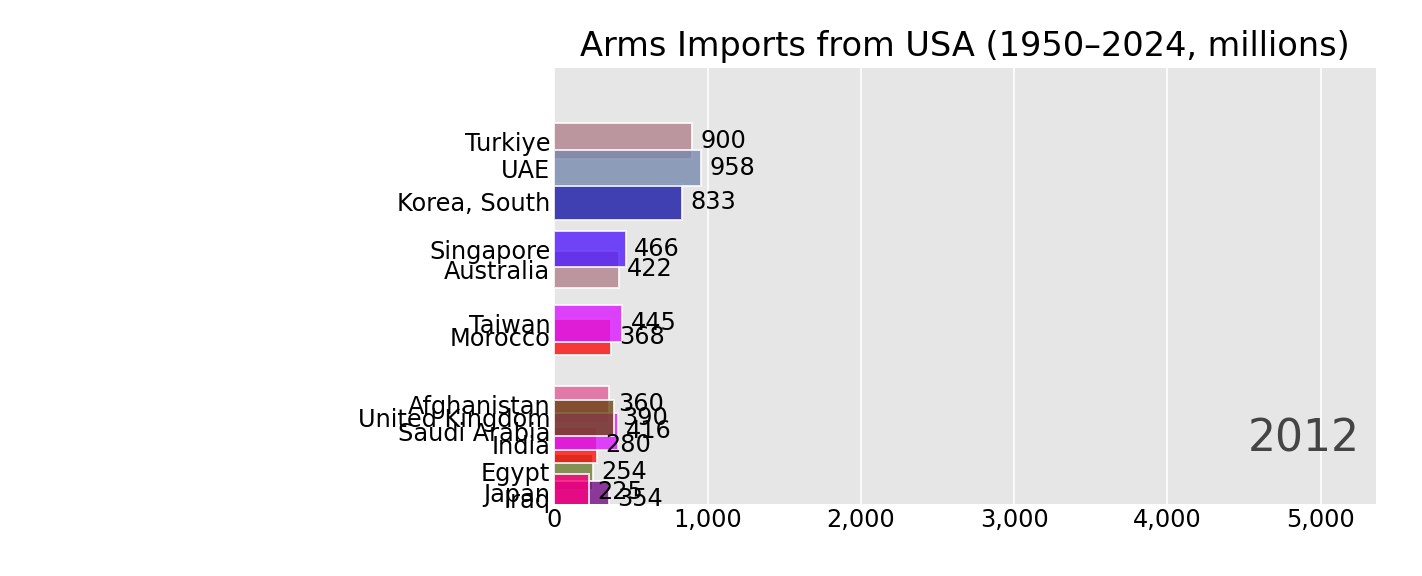 Arms Imports from USA (1950–2024, millions)
Turkiye 900
UAE 958
Korea, South 833
Singapore 466
Australia 422
Taiwan 445
Morocco 368
Afghanistan 360
United Kingdom 390
Saudi Arabia 416
India 280
Egypt 254
Japan 225
Iraq 354
2012
0 1,000 2,000 3,000 4,000 5,000